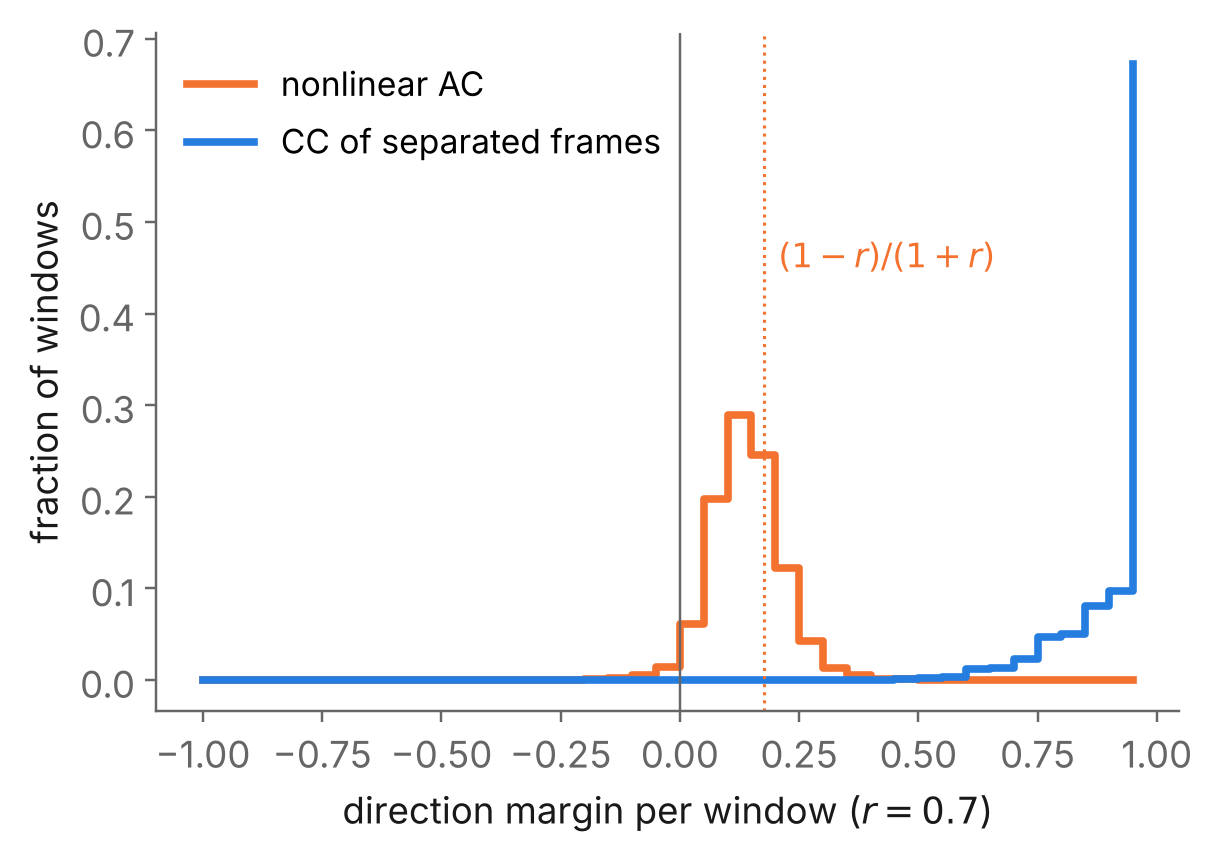 0.7
0.6
0.5
0.4
0.3
0.2
0.1
0.0
fraction of windows
nonlinear AC
CC of separated frames
(1 − r)/(1 + r)
−1.00 −0.75 −0.50 −0.25 0.00 0.25 0.50 0.75 1.00
direction margin per window (r = 0.7)